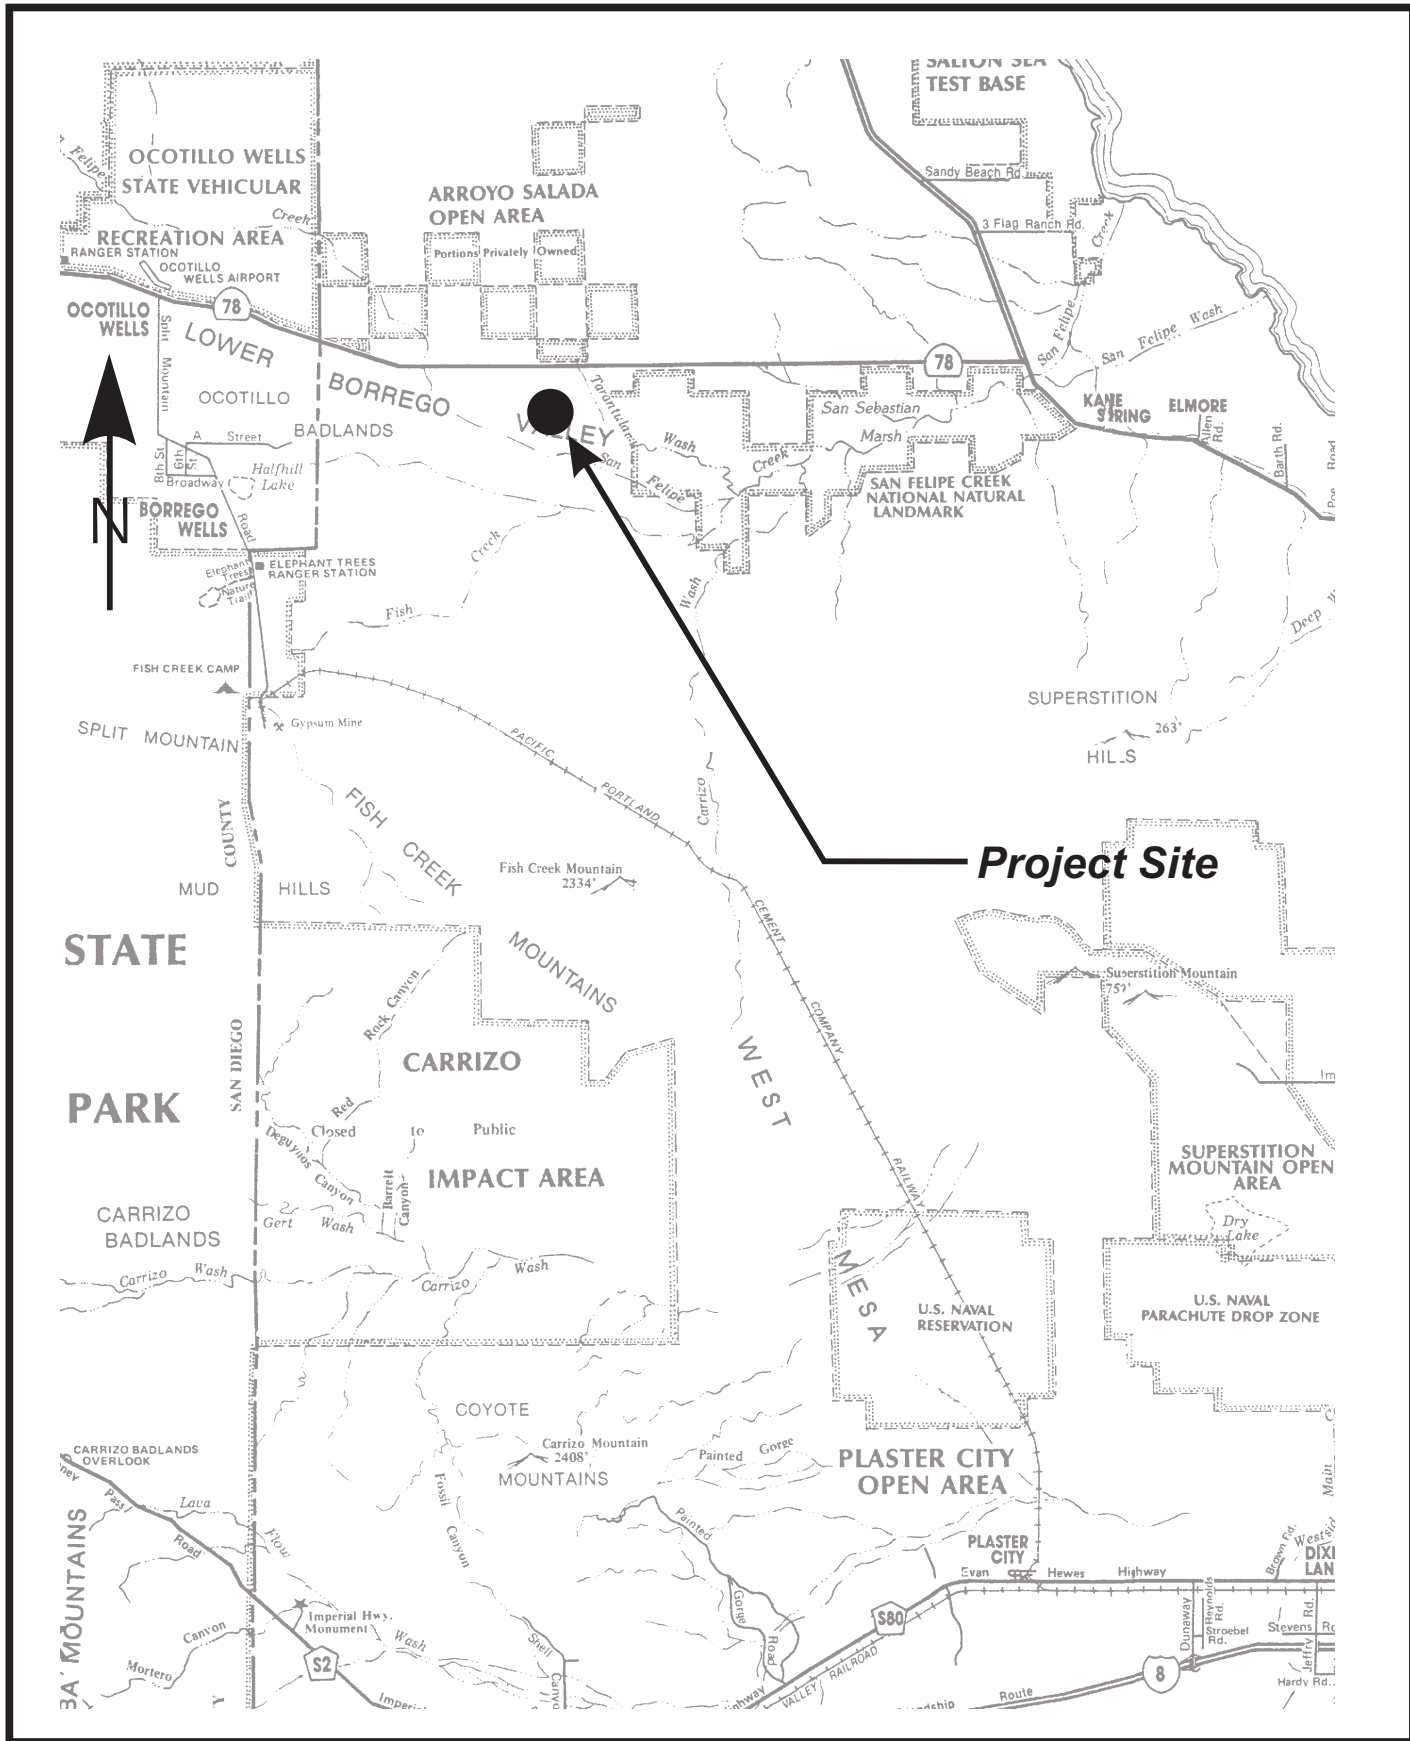 SALTON SEA
TEST BASE
Sandy Beach Rd.
3 Flag Ranch Rd.
Felipe
Creek
OCOTILLO WELLS
STATE VEHICULAR
RECREATION AREA
RANGER STATION
OCOTILLO
WELLS AIRPORT
ARROYO SALADA
OPEN AREA
Portions Privately Owned
78
OCOTILLO
WELLS
LOWER
BORREGO
VALLEY
Split Mountain
Road
OCOTILLO
BADLANDS
A Street
8th St.
6th St
Broadway
Halfhill
Lake
N
BORREGO
WELLS
ELEPHANT TREES
RANGER STATION
Elephant
Trees
Nature
Trail
Tarantula
Wash
San
Felipe
Creek
78
San Sebastian
Marsh
SAN FELIPE CREEK
NATIONAL NATURAL
LANDMARK
San Felipe
Creek
San Felipe Wash
KANE
SPRING
ELMORE
Allen
Rd.
Barth Rd.
Poe Road
Deep
Fish
Creek
Wash
Carrizo
FISH CREEK CAMP
Gypsum Mine
SPLIT MOUNTAIN
SUPERSTITION
263'
HILLS
PACIFIC
PORTLAND
CEMENT
COMPANY
RAILWAY
Project Site
COUNTY
SAN DIEGO
MUD HILLS
FISH
CREEK
MOUNTAINS
Fish Creek Mountain
2334'
STATE
PARK
Superstition Mountain
Rock Canyon
Red
CARRIZO
Closed to Public
IMPACT AREA
Deguynos
Canyon
Barrett
Canyon
Gert Wash
CARRIZO
BADLANDS
Carrizo Wash
Carrizo
Wash
WEST
MESA
Im
SUPERSTITION
MOUNTAIN OPEN
AREA
Dry
Lake
U.S. NAVAL
RESERVATION
U.S. NAVAL
PARACHUTE DROP ZONE
COYOTE
MOUNTAINS
Carrizo Mountain
2408'
Painted Gorge
PLASTER CITY
OPEN AREA
CARRIZO BADLANDS
OVERLOOK
Pass
Road
Lava
Flow
Fossil
Canyon
Painted
Gorge
Road
PLASTER
CITY
Evan Hewes Highway
Main
Brown Rd.
DIXI
LAN
MOUNTAINS
Imperial Hwy.
Monument
Canyon
Mortero
Wash
S2
Shell
S80
VALLEY RAILROAD
Route
8
Dunaway
Reynolds
Rd.
Stroebel
Rd.
Stevens
Jeffry
Rd.
Hardy Rd.